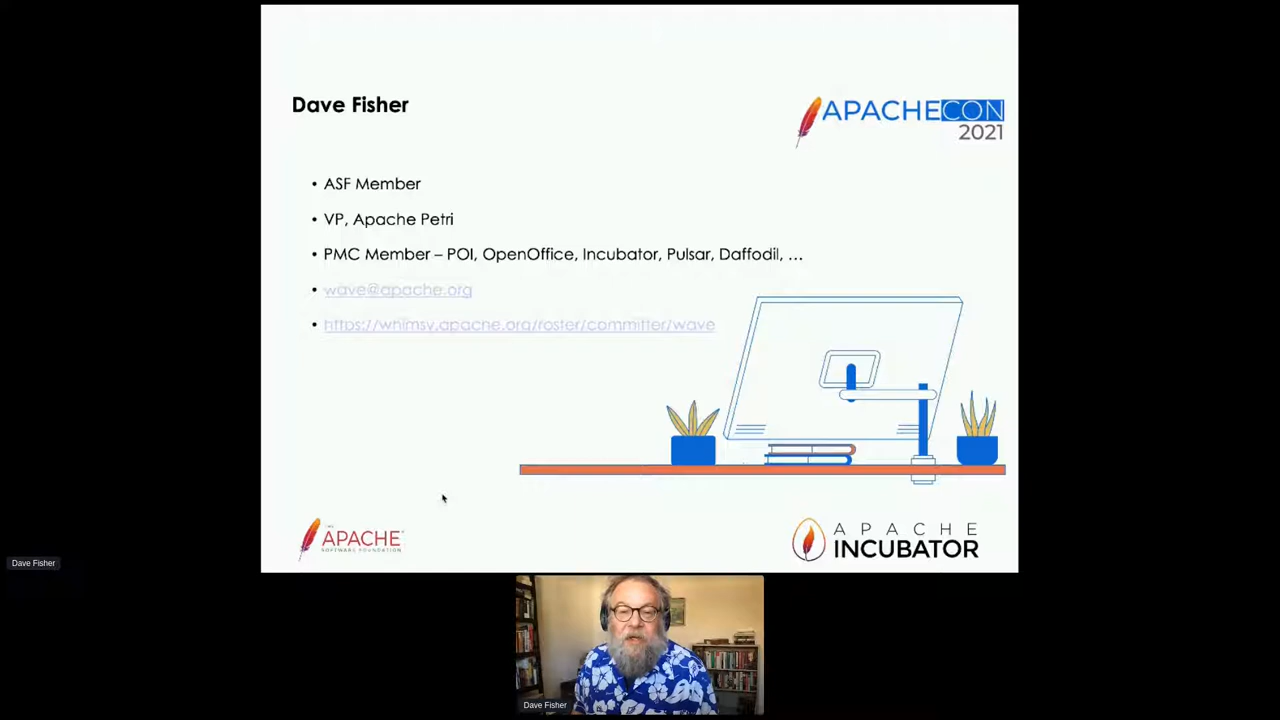 Dave Fisher
APACHECON
2021
• ASF Member
• VP, Apache Petri
• PMC Member – POI, OpenOffice, Incubator, Pulsar, Daffodil, …
• wave@apache.org
• https://whimsy.apache.org/roster/committer/wave
THE
APACHE
SOFTWARE FOUNDATION
APACHE
INCUBATOR
Dave Fisher
Dave Fisher